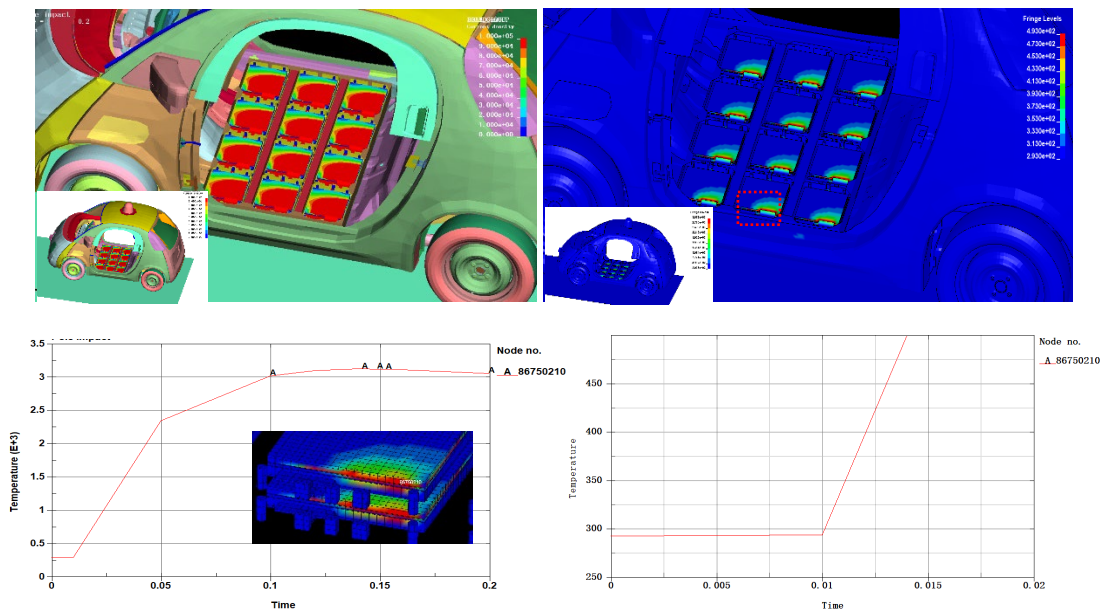 0.2
Current density
1.000e+05
9.000e+04
8.000e+04
7.000e+04
6.000e+04
5.000e+04
4.000e+04
3.000e+04
2.000e+04
1.000e+04
0.000e+00
Fringe Levels
4.930e+02
4.730e+02
4.530e+02
4.330e+02
4.130e+02
3.930e+02
3.730e+02
3.530e+02
3.330e+02
3.130e+02
2.930e+02
Node no.
A 86750210
Temperature (E+3)
3.5
3
2.5
2
1.5
1
0.5
0
A
A
A A
A
86750210
0
0.05
0.1
0.15
0.2
Time
Node no.
A 86750210
Temperature
450
400
350
300
250
0
0.005
0.01
0.015
0.02
Time